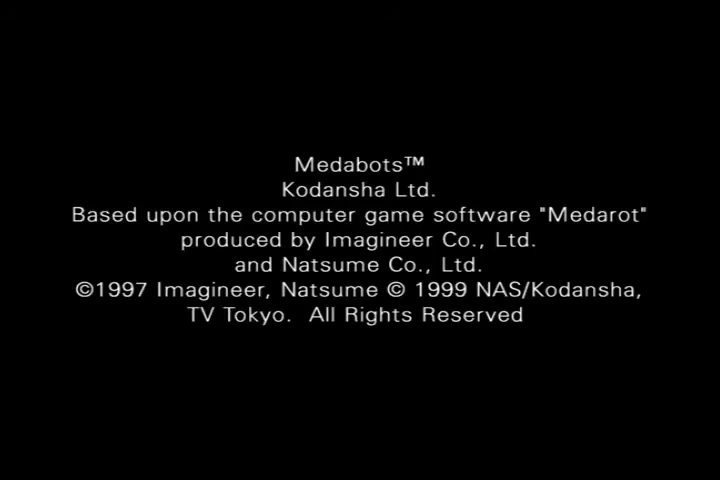 Medabots™
Kodansha Ltd.
Based upon the computer game software "Medarot"
produced by Imagineer Co., Ltd.
and Natsume Co., Ltd.
©1997 Imagineer, Natsume © 1999 NAS/Kodansha,
TV Tokyo.  All Rights Reserved